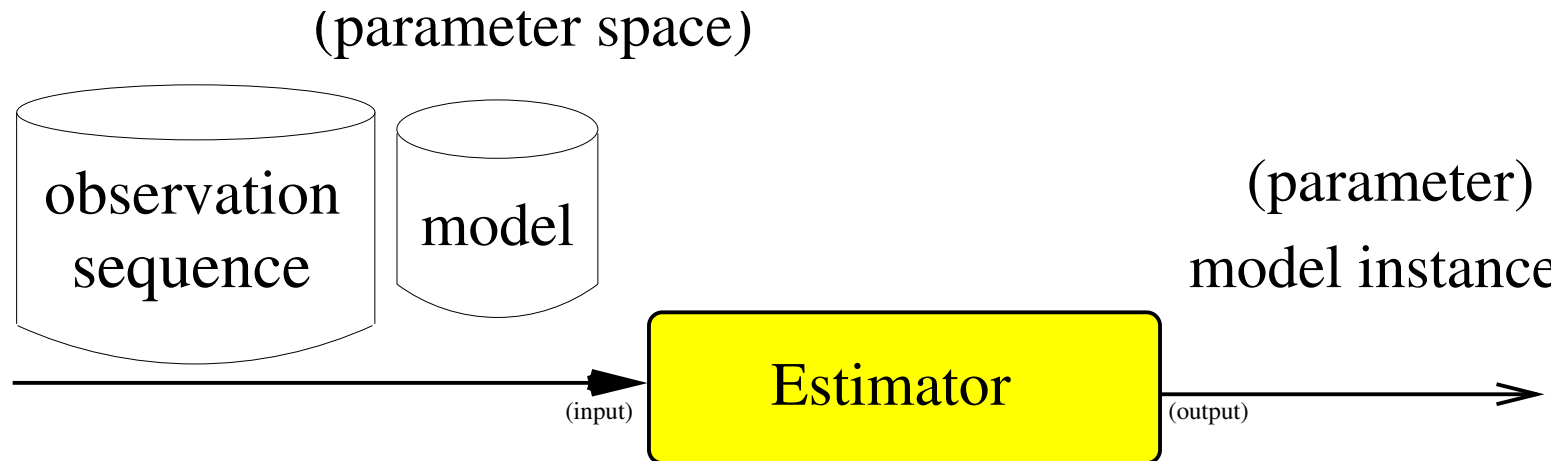 (parameter space)
observation
sequence
model
(parameter)
model instance
Estimator
(input)
(output)